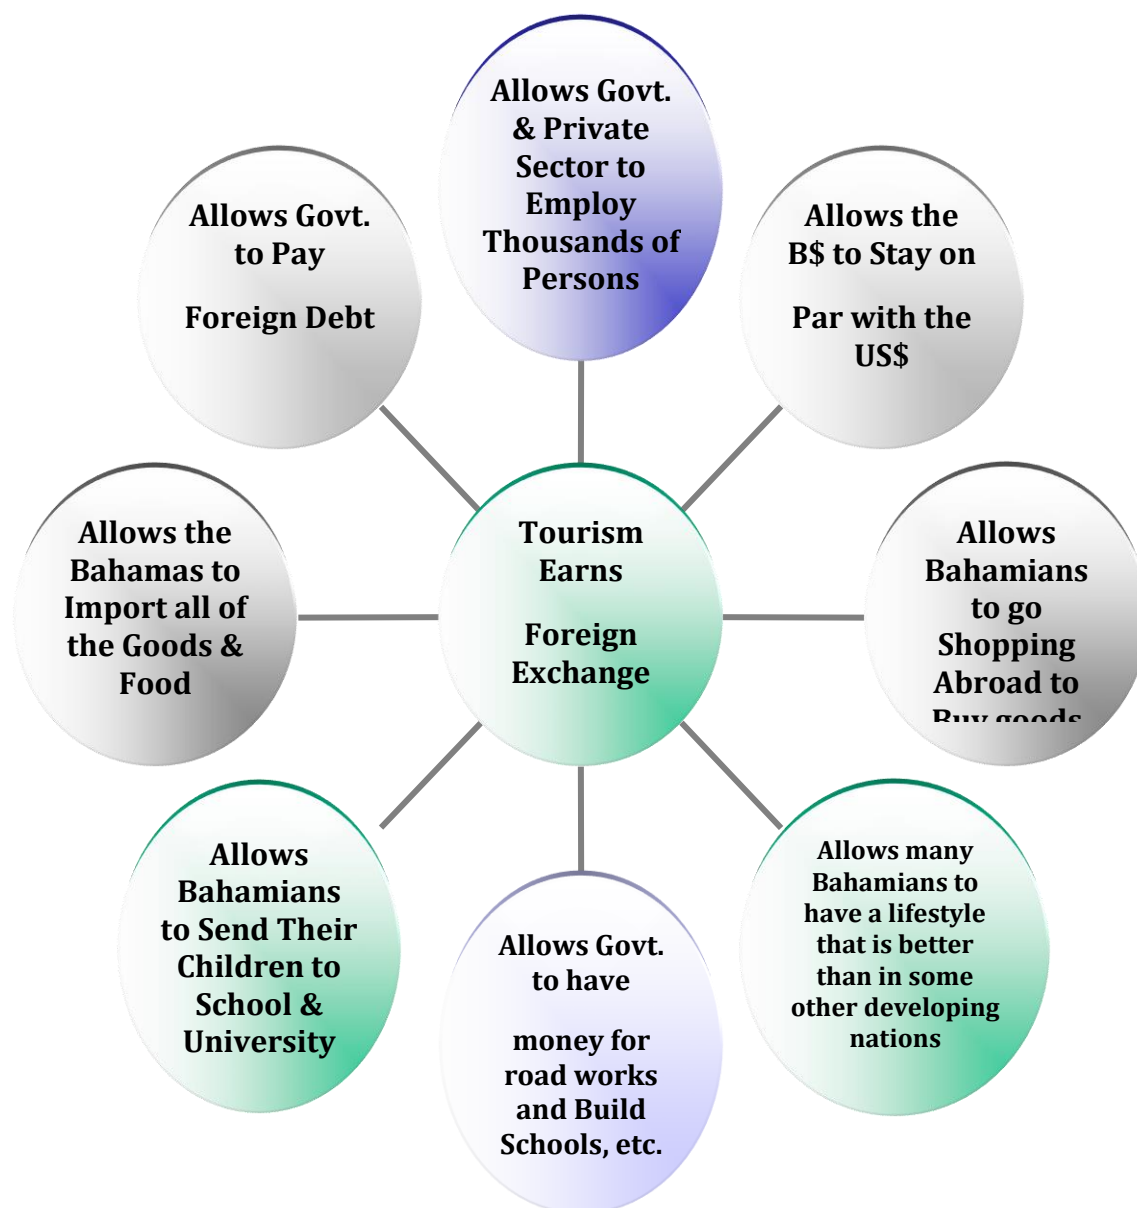 Allows Govt.
& Private
Sector to
Employ
Thousands of
Persons
Allows the
B$ to Stay on
Par with the
US$
Allows
Bahamians
to go
Shopping
Abroad to
Buy goods
Allows many
Bahamians to
have a lifestyle
that is better
than in some
other developing
nations
Allows Govt.
to have
money for
road works
and Build
Schools, etc.
Allows
Bahamians
to Send Their
Children to
School &
University
Allows the
Bahamas to
Import all of
the Goods &
Food
Allows Govt.
to Pay
Foreign Debt
Tourism
Earns
Foreign
Exchange